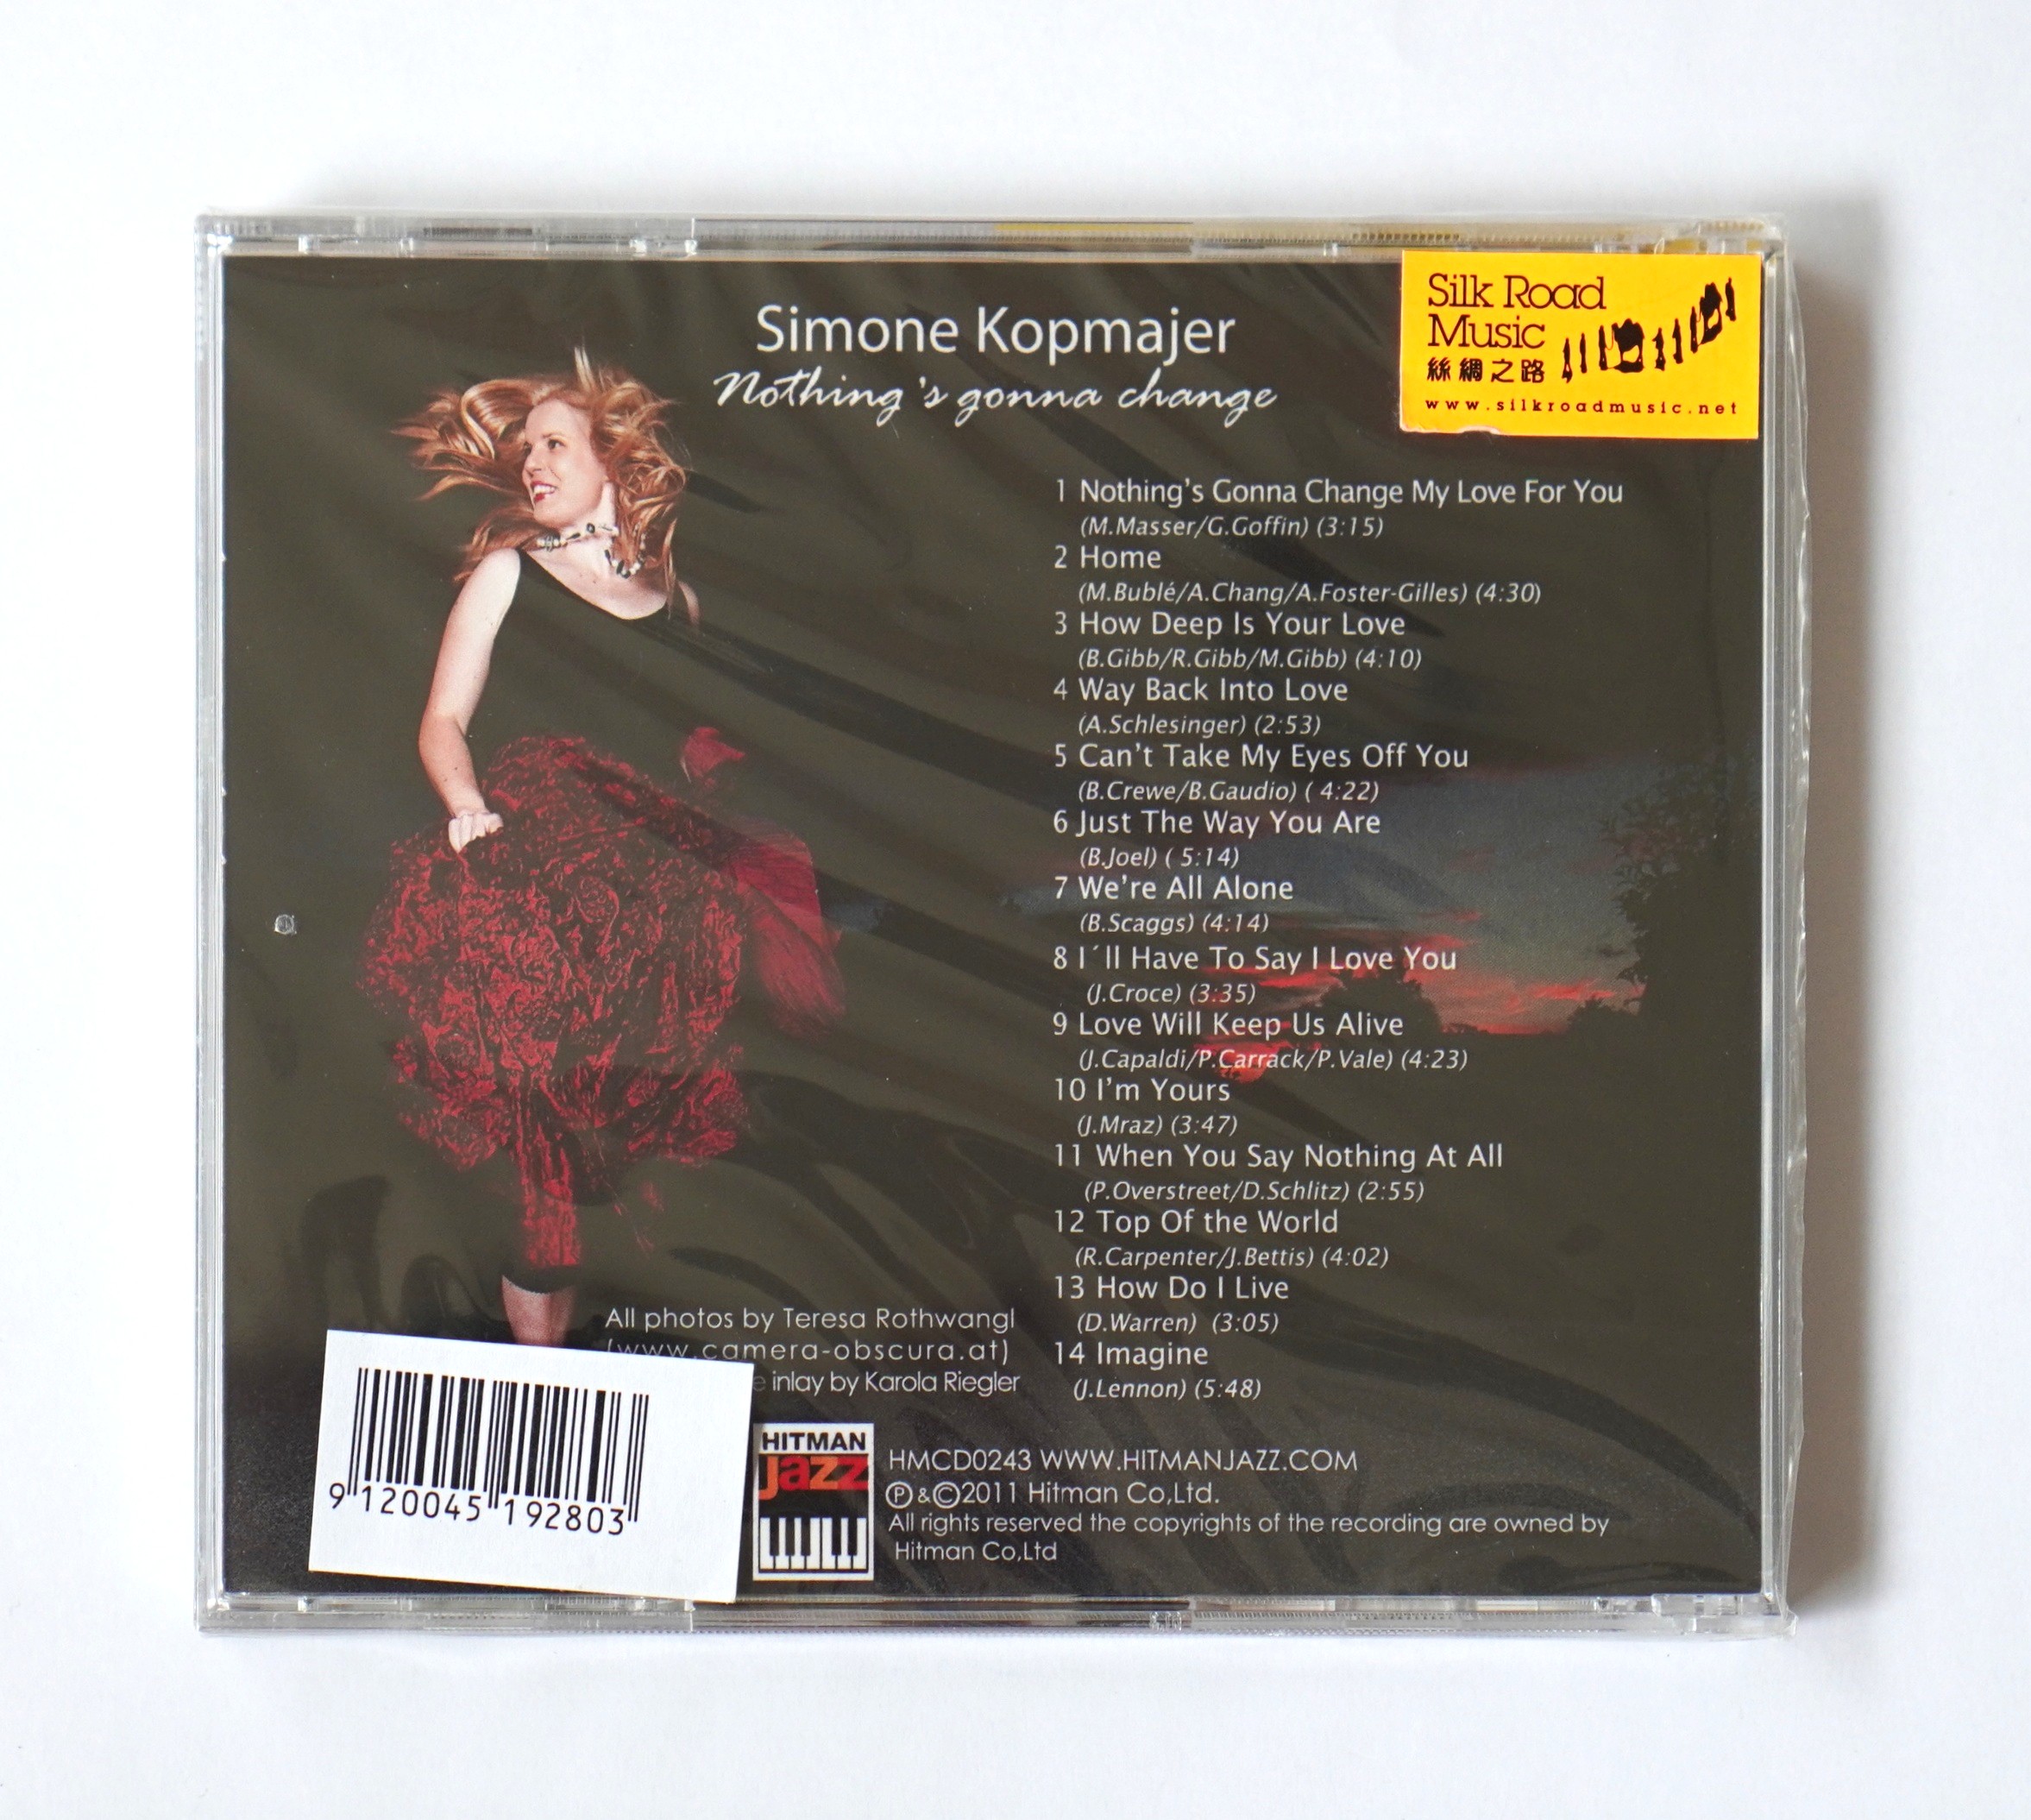 Simone Kopmajer
Nothing's gonna change
Silk Road
Music
絲綢之路
www.silkroadmusic.net
1 Nothing's Gonna Change My Love For You
(M.Masser/G.Goffin) (3:15)
2 Home
(M.Bublé/A.Chang/A.Foster-Gilles) (4:30)
3 How Deep Is Your Love
(B.Gibb/R.Gibb/M.Gibb) (4:10)
4 Way Back Into Love
(A.Schlesinger) (2:53)
5 Can't Take My Eyes Off You
(B.Crewe/B.Gaudio) ( 4:22)
6 Just The Way You Are
(B.Joel) ( 5:14)
7 We're All Alone
(B.Scaggs) (4:14)
8 I´ll Have To Say I Love You
(J.Croce) (3:35)
9 Love Will Keep Us Alive
(J.Capaldi/P.Carrack/P.Vale) (4:23)
10 I'm Yours
(J.Mraz) (3:47)
11 When You Say Nothing At All
(P.Overstreet/D.Schlitz) (2:55)
12 Top Of the World
(R.Carpenter/J.Bettis) (4:02)
13 How Do I Live
(D.Warren) (3:05)
14 Imagine
(J.Lennon) (5:48)
All photos by Teresa Rothwangl
(www.camera-obscura.at)
inlay by Karola Riegler
9 120045 192803
HITMAN
jazz
HMCD0243 WWW.HITMANJAZZ.COM
℗&©2011 Hitman Co,Ltd.
All rights reserved the copyrights of the recording are owned by
Hitman Co,Ltd